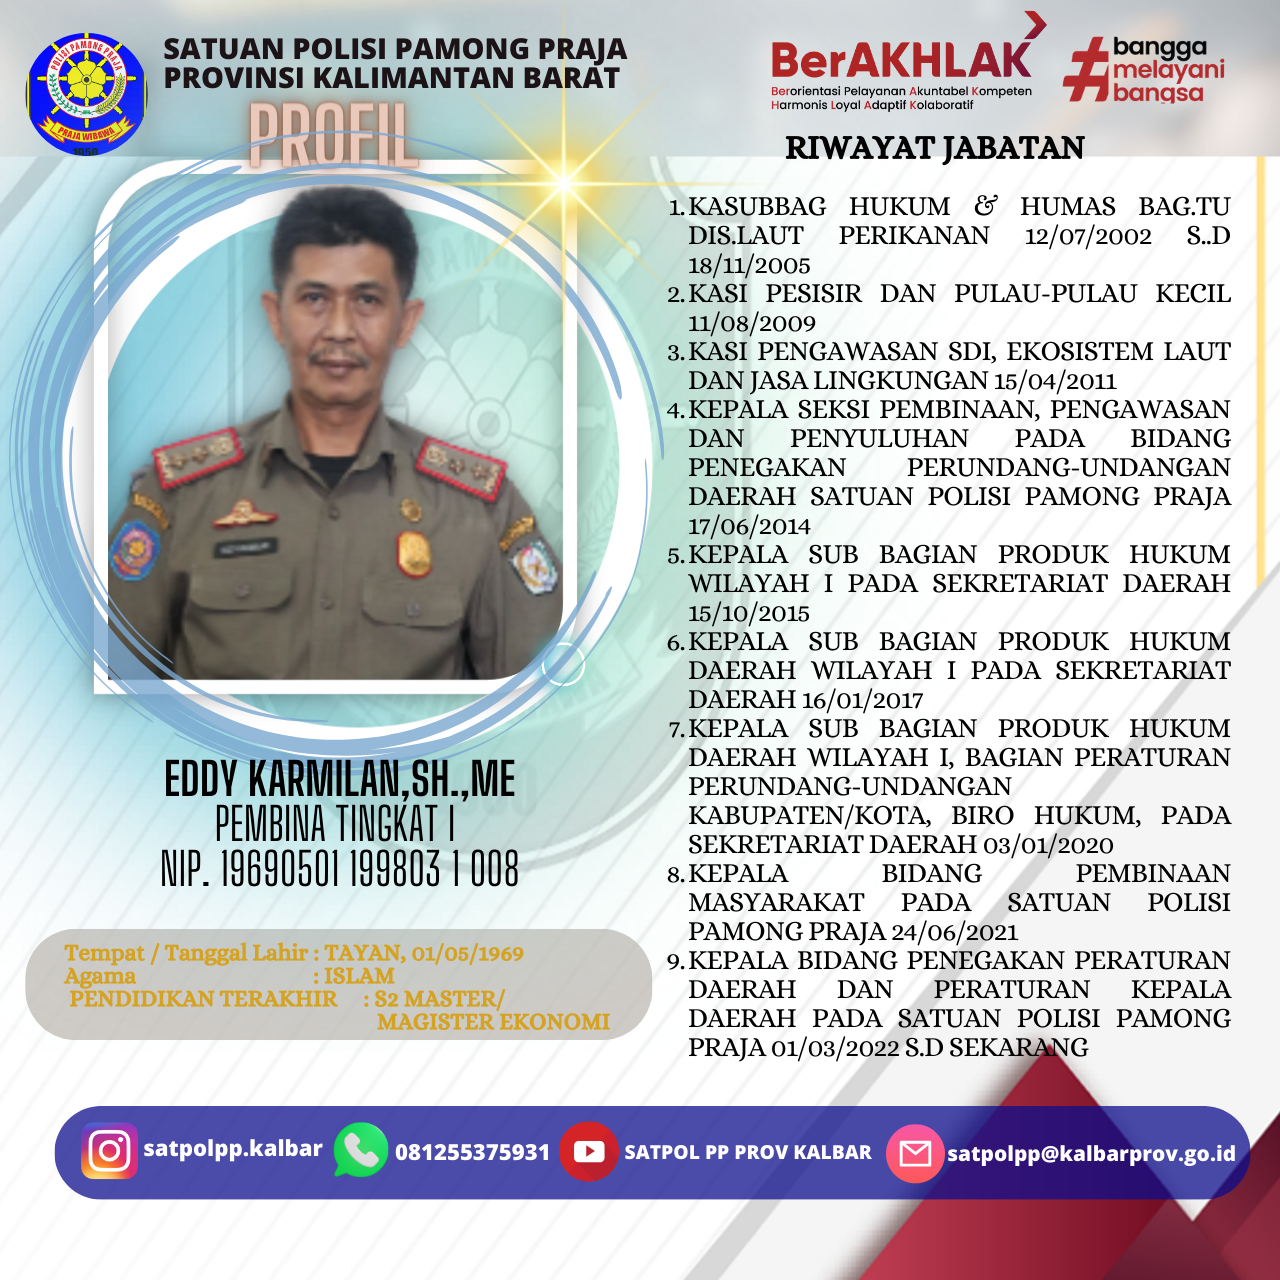 SATUAN POLISI PAMONG PRAJA
PROVINSI KALIMANTAN BARAT
PROFIL
POLISI PAMONG PRAJA
PRAJA WIBAWA
1950
BerAKHLAK
Berorientasi Pelayanan Akuntabel Kompeten
Harmonis Loyal Adaptif Kolaboratif
#bangga
melayani
bangsa
EDDY KARMILAN,SH.,ME
PEMBINA TINGKAT I
NIP. 19690501 199803 1 008
Tempat / Tanggal Lahir : TAYAN, 01/05/1969
Agama : ISLAM
PENDIDIKAN TERAKHIR : S2 MASTER/
MAGISTER EKONOMI
RIWAYAT JABATAN
1. KASUBBAG HUKUM & HUMAS BAG.TU
DIS.LAUT PERIKANAN 12/07/2002 S..D
18/11/2005
2. KASI PESISIR DAN PULAU-PULAU KECIL
11/08/2009
3. KASI PENGAWASAN SDI, EKOSISTEM LAUT
DAN JASA LINGKUNGAN 15/04/2011
4. KEPALA SEKSI PEMBINAAN, PENGAWASAN
DAN PENYULUHAN PADA BIDANG
PENEGAKAN PERUNDANG-UNDANGAN
DAERAH SATUAN POLISI PAMONG PRAJA
17/06/2014
5. KEPALA SUB BAGIAN PRODUK HUKUM
WILAYAH I PADA SEKRETARIAT DAERAH
15/10/2015
6. KEPALA SUB BAGIAN PRODUK HUKUM
DAERAH WILAYAH I PADA SEKRETARIAT
DAERAH 16/01/2017
7. KEPALA SUB BAGIAN PRODUK HUKUM
DAERAH WILAYAH I, BAGIAN PERATURAN
PERUNDANG-UNDANGAN
KABUPATEN/KOTA, BIRO HUKUM, PADA
SEKRETARIAT DAERAH 03/01/2020
8. KEPALA BIDANG PEMBINAAN
MASYARAKAT PADA SATUAN POLISI
PAMONG PRAJA 24/06/2021
9. KEPALA BIDANG PENEGAKAN PERATURAN
DAERAH DAN PERATURAN KEPALA
DAERAH PADA SATUAN POLISI PAMONG
PRAJA 01/03/2022 S.D SEKARANG
satpolpp.kalbar
081255375931
SATPOL PP PROV KALBAR
satpolpp@kalbarprov.go.id